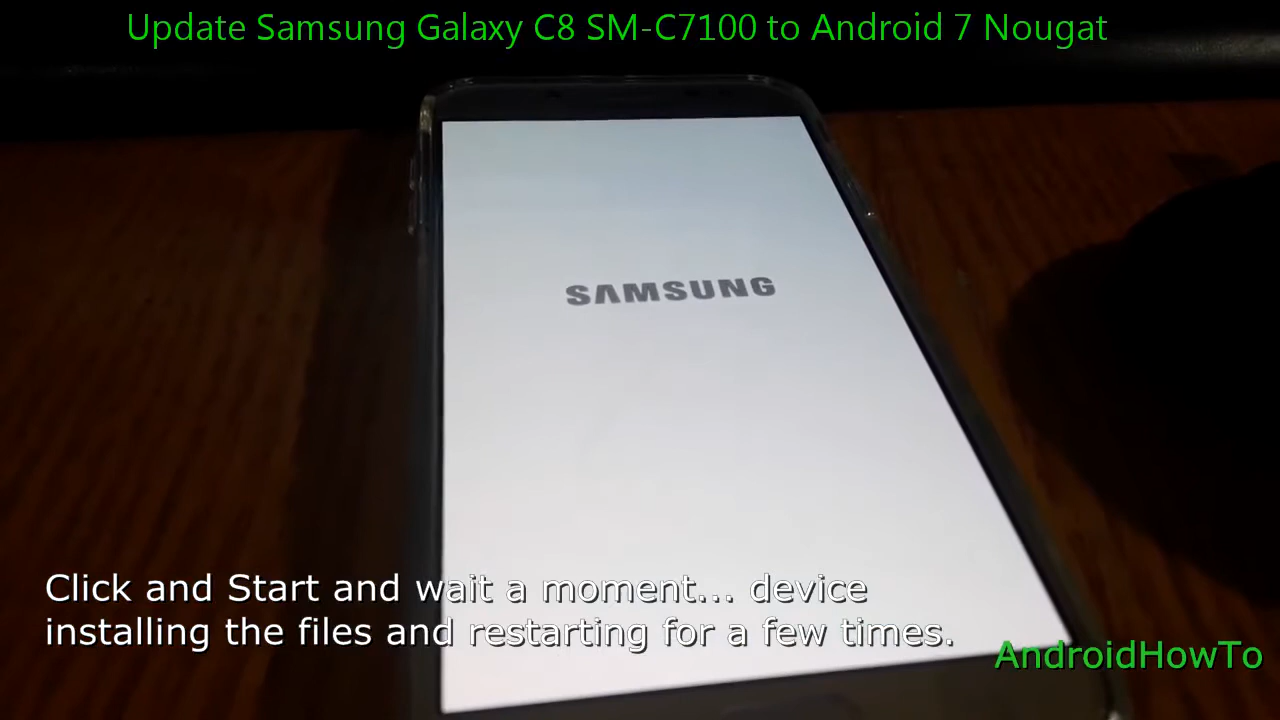 Update Samsung Galaxy C8 SM-C7100 to Android 7 Nougat
SAMSUNG
Click and Start and wait a moment... device
installing the files and restarting for a few times.
AndroidHowTo